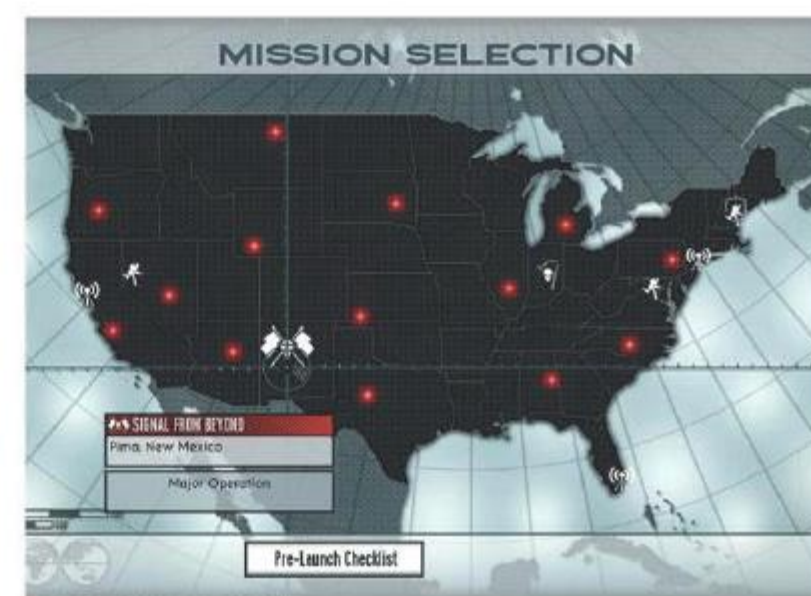 MISSION SELECTION
SIGNAL FROM BEYOND
Pima, New Mexico
Major Operation
Pre-Launch Checklist